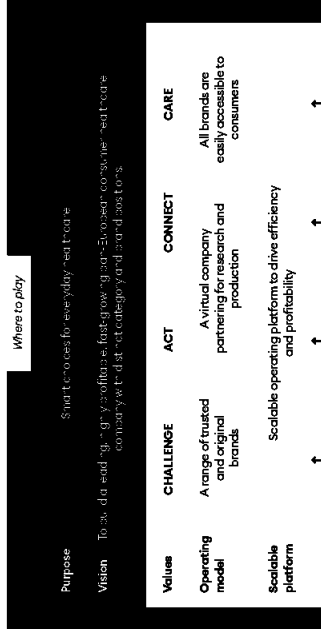 Where to play
Purpose
Smart choices for everyday healthcare
Vision
To build a leading, highly profitable, fast-growing pan-European consumer healthcare
company with distinct category and brand positions.
Values
CHALLENGE
ACT
CONNECT
CARE
Operating
model
A range of trusted
and original
brands
A virtual company
partnering for research and
production
All brands are
easily accessible to
consumers
Scalable
platform
Scalable operating platform to drive efficiency
and profitability